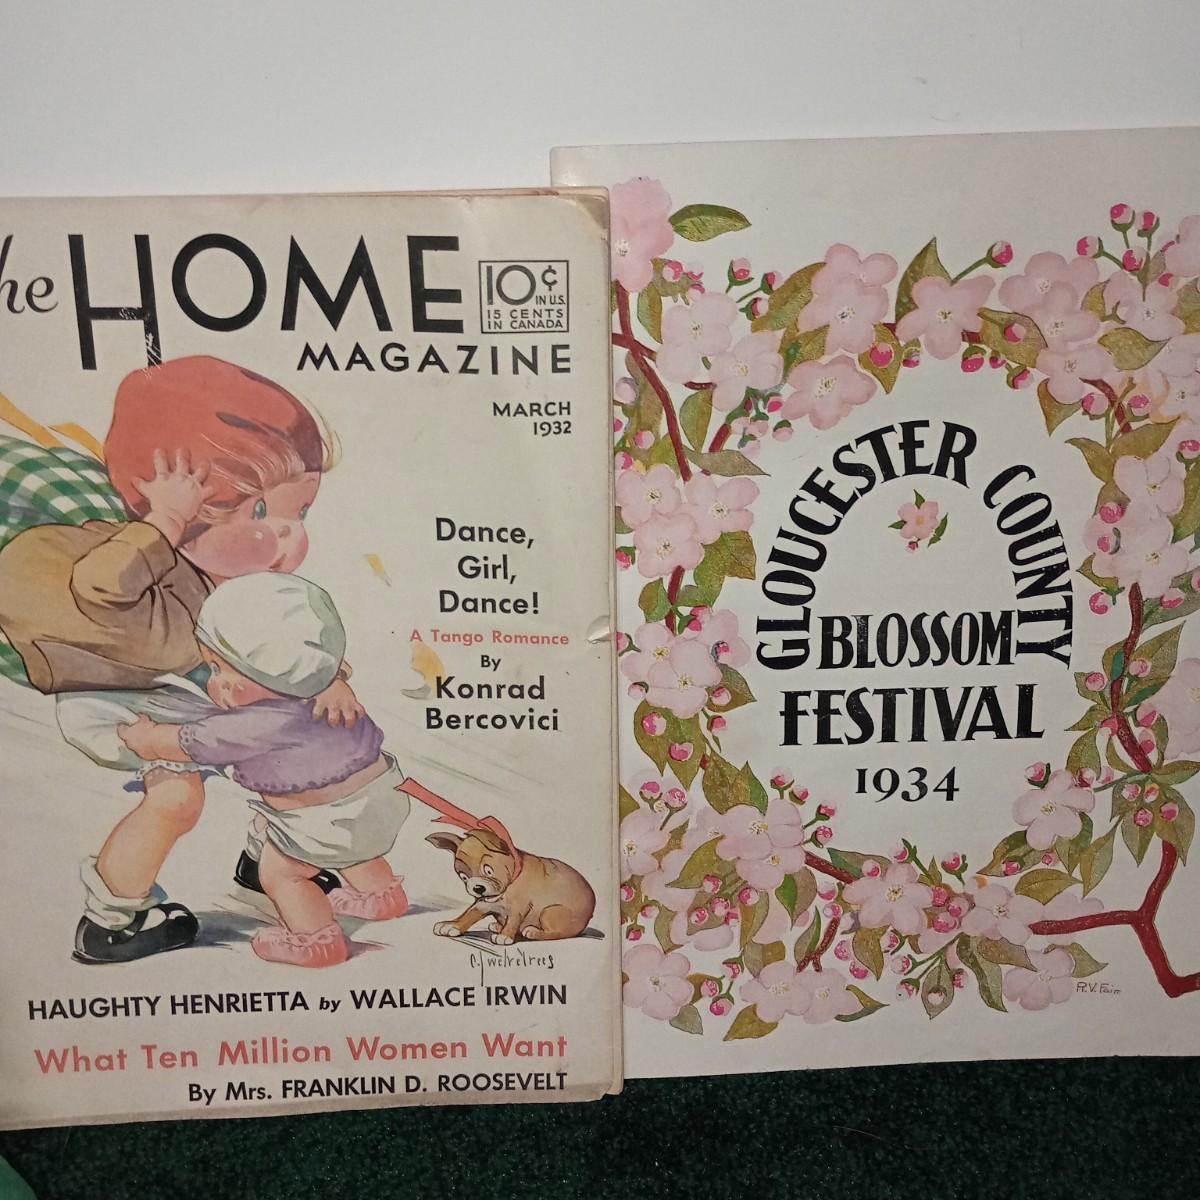 he HOME
MAGAZINE
10¢
IN U.S.
15 CENTS
IN CANADA
MARCH
1932
Dance,
Girl,
Dance!
A Tango Romance
By
Konrad
Bercovici
C. Twelvetrees
HAUGHTY HENRIETTA by WALLACE IRWIN
What Ten Million Women Want
By Mrs. FRANKLIN D. ROOSEVELT
GLOUCESTER COUNTY
BLOSSOM
FESTIVAL
1934
R.V. Fair